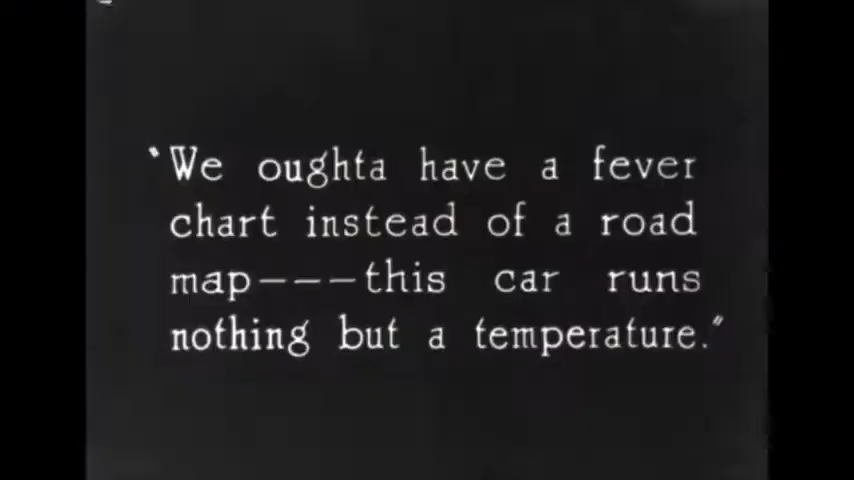 "We oughta have a fever
chart instead of a road
map---this car runs
nothing but a temperature."